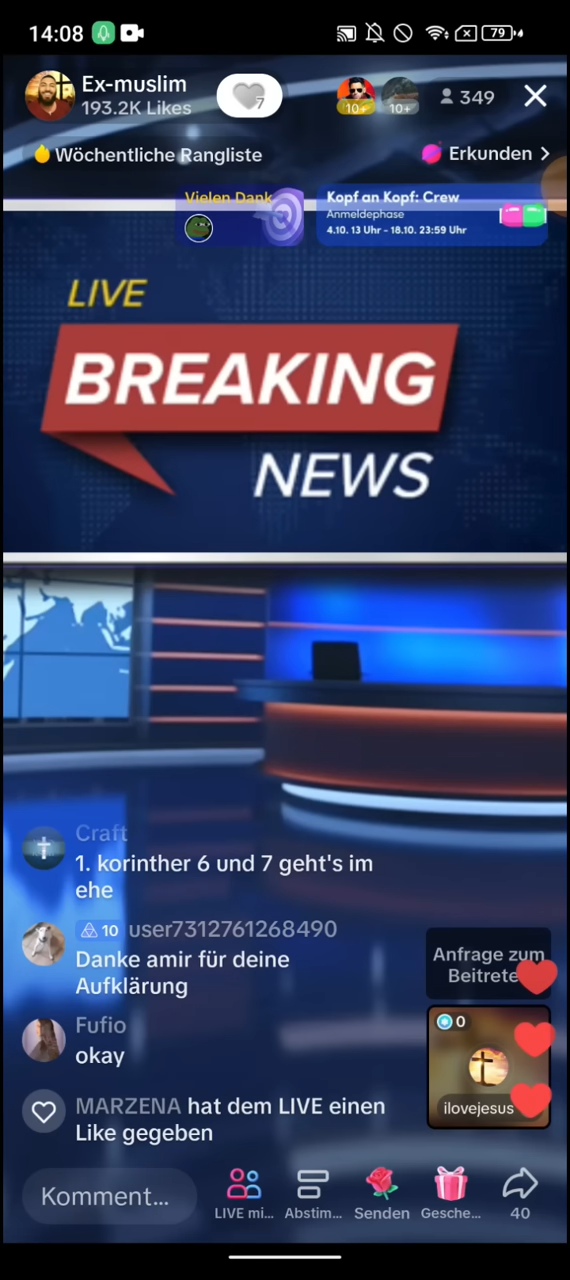 14:08
79
Ex-muslim
193.2K Likes
7
10+
10+
349
Wöchentliche Rangliste
Erkunden
Vielen Dank
Kopf an Kopf: Crew
Anmeldephase
4.10. 13 Uhr - 18.10. 23:59 Uhr
LIVE
BREAKING
NEWS
Craft
1. korinther 6 und 7 geht's im
ehe
10 user7312761268490
Danke amir für deine
Aufklärung
Fufio
okay
MARZENA hat dem LIVE einen
Like gegeben
Anfrage zum
Beitrete
0
ilovejesus
Komment...
LIVE mi...
Abstim...
Senden
Gesche...
40